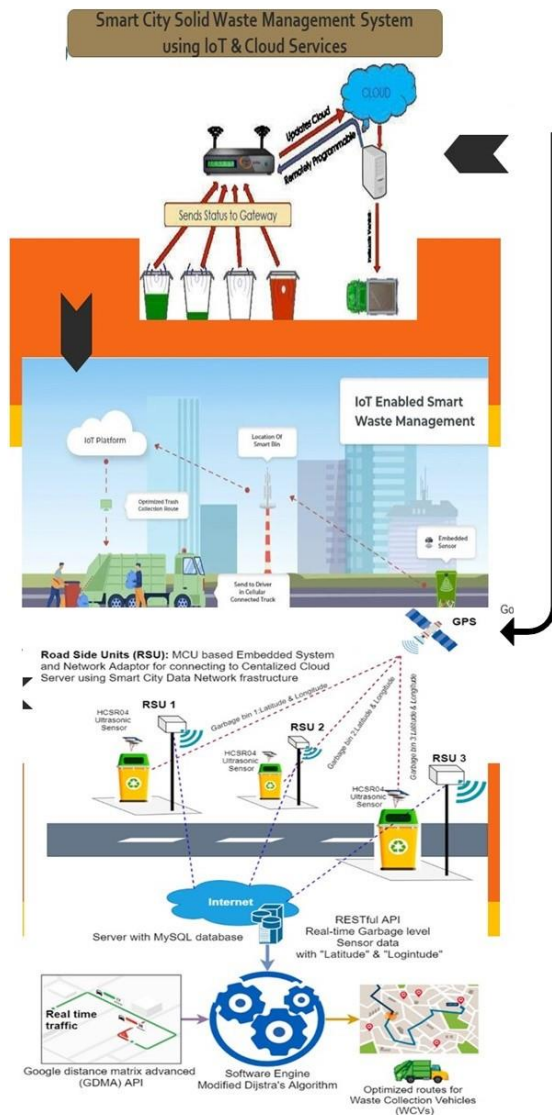 Smart City Solid Waste Management System
using IoT & Cloud Services
CLOUD
Updates Cloud
Remotely Programmable
Sends Status to Gateway
IoT Enabled Smart
Waste Management
IoT Platform
Location Of
Smart Bin
Optimized Trash
Collection Route
Embedded
Sensor
Send to Driver
in Cellular
Connected Truck
Go
GPS
Road Side Units (RSU): MCU based Embedded System
and Network Adaptor for connecting to Centalized Cloud
Server using Smart City Data Network frastructure
RSU 1
HCSR04
Ultrasonic
Sensor
Garbage bin 1:Latitude & Longitude
RSU 2
HCSR04
Ultrasonic
Sensor
Garbage bin 2:Latitude & Longitude
Garbage bin 3:Latitude & Longitude
RSU 3
HCSR04
Ultrasonic
Sensor
Internet
Server with MySQL database
RESTful API
Real-time Garbage level
Sensor data
with "Latitude" & "Logintude"
Real time
traffic
Google distance matrix advanced
(GDMA) API
Software Engine
Modified Dijstra's Algorithm
Optimized routes for
Waste Collection Vehicles
(WCVs)